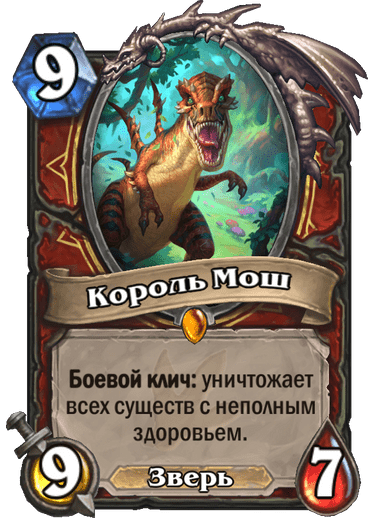 9
Король Мош
Боевой клич: уничтожает
всех существ с неполным
здоровьем.
9
Зверь
7